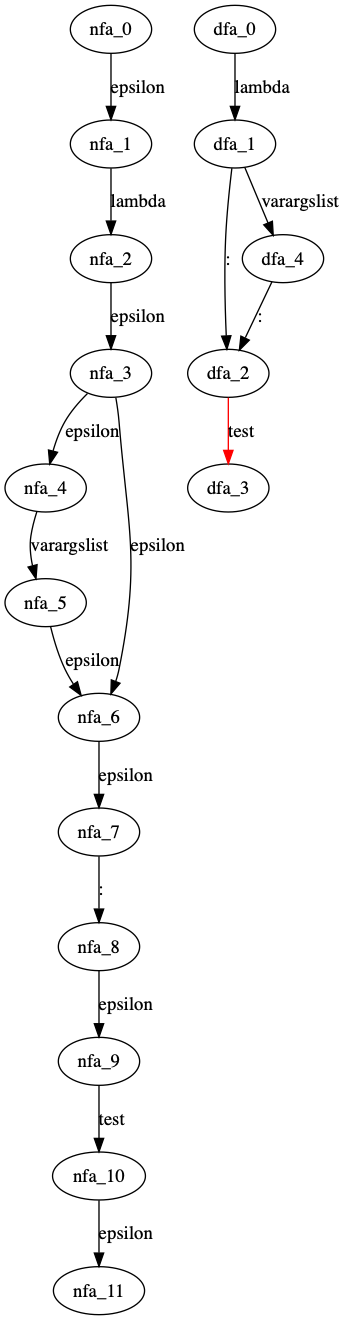 nfa_0 dfa_0
epsilon lambda
nfa_1 dfa_1
lambda varargslist
nfa_2 : dfa_4
epsilon :
nfa_3 dfa_2
epsilon test
nfa_4 dfa_3
varargslist epsilon
nfa_5
epsilon
nfa_6
epsilon
nfa_7
:
nfa_8
epsilon
nfa_9
test
nfa_10
epsilon
nfa_11